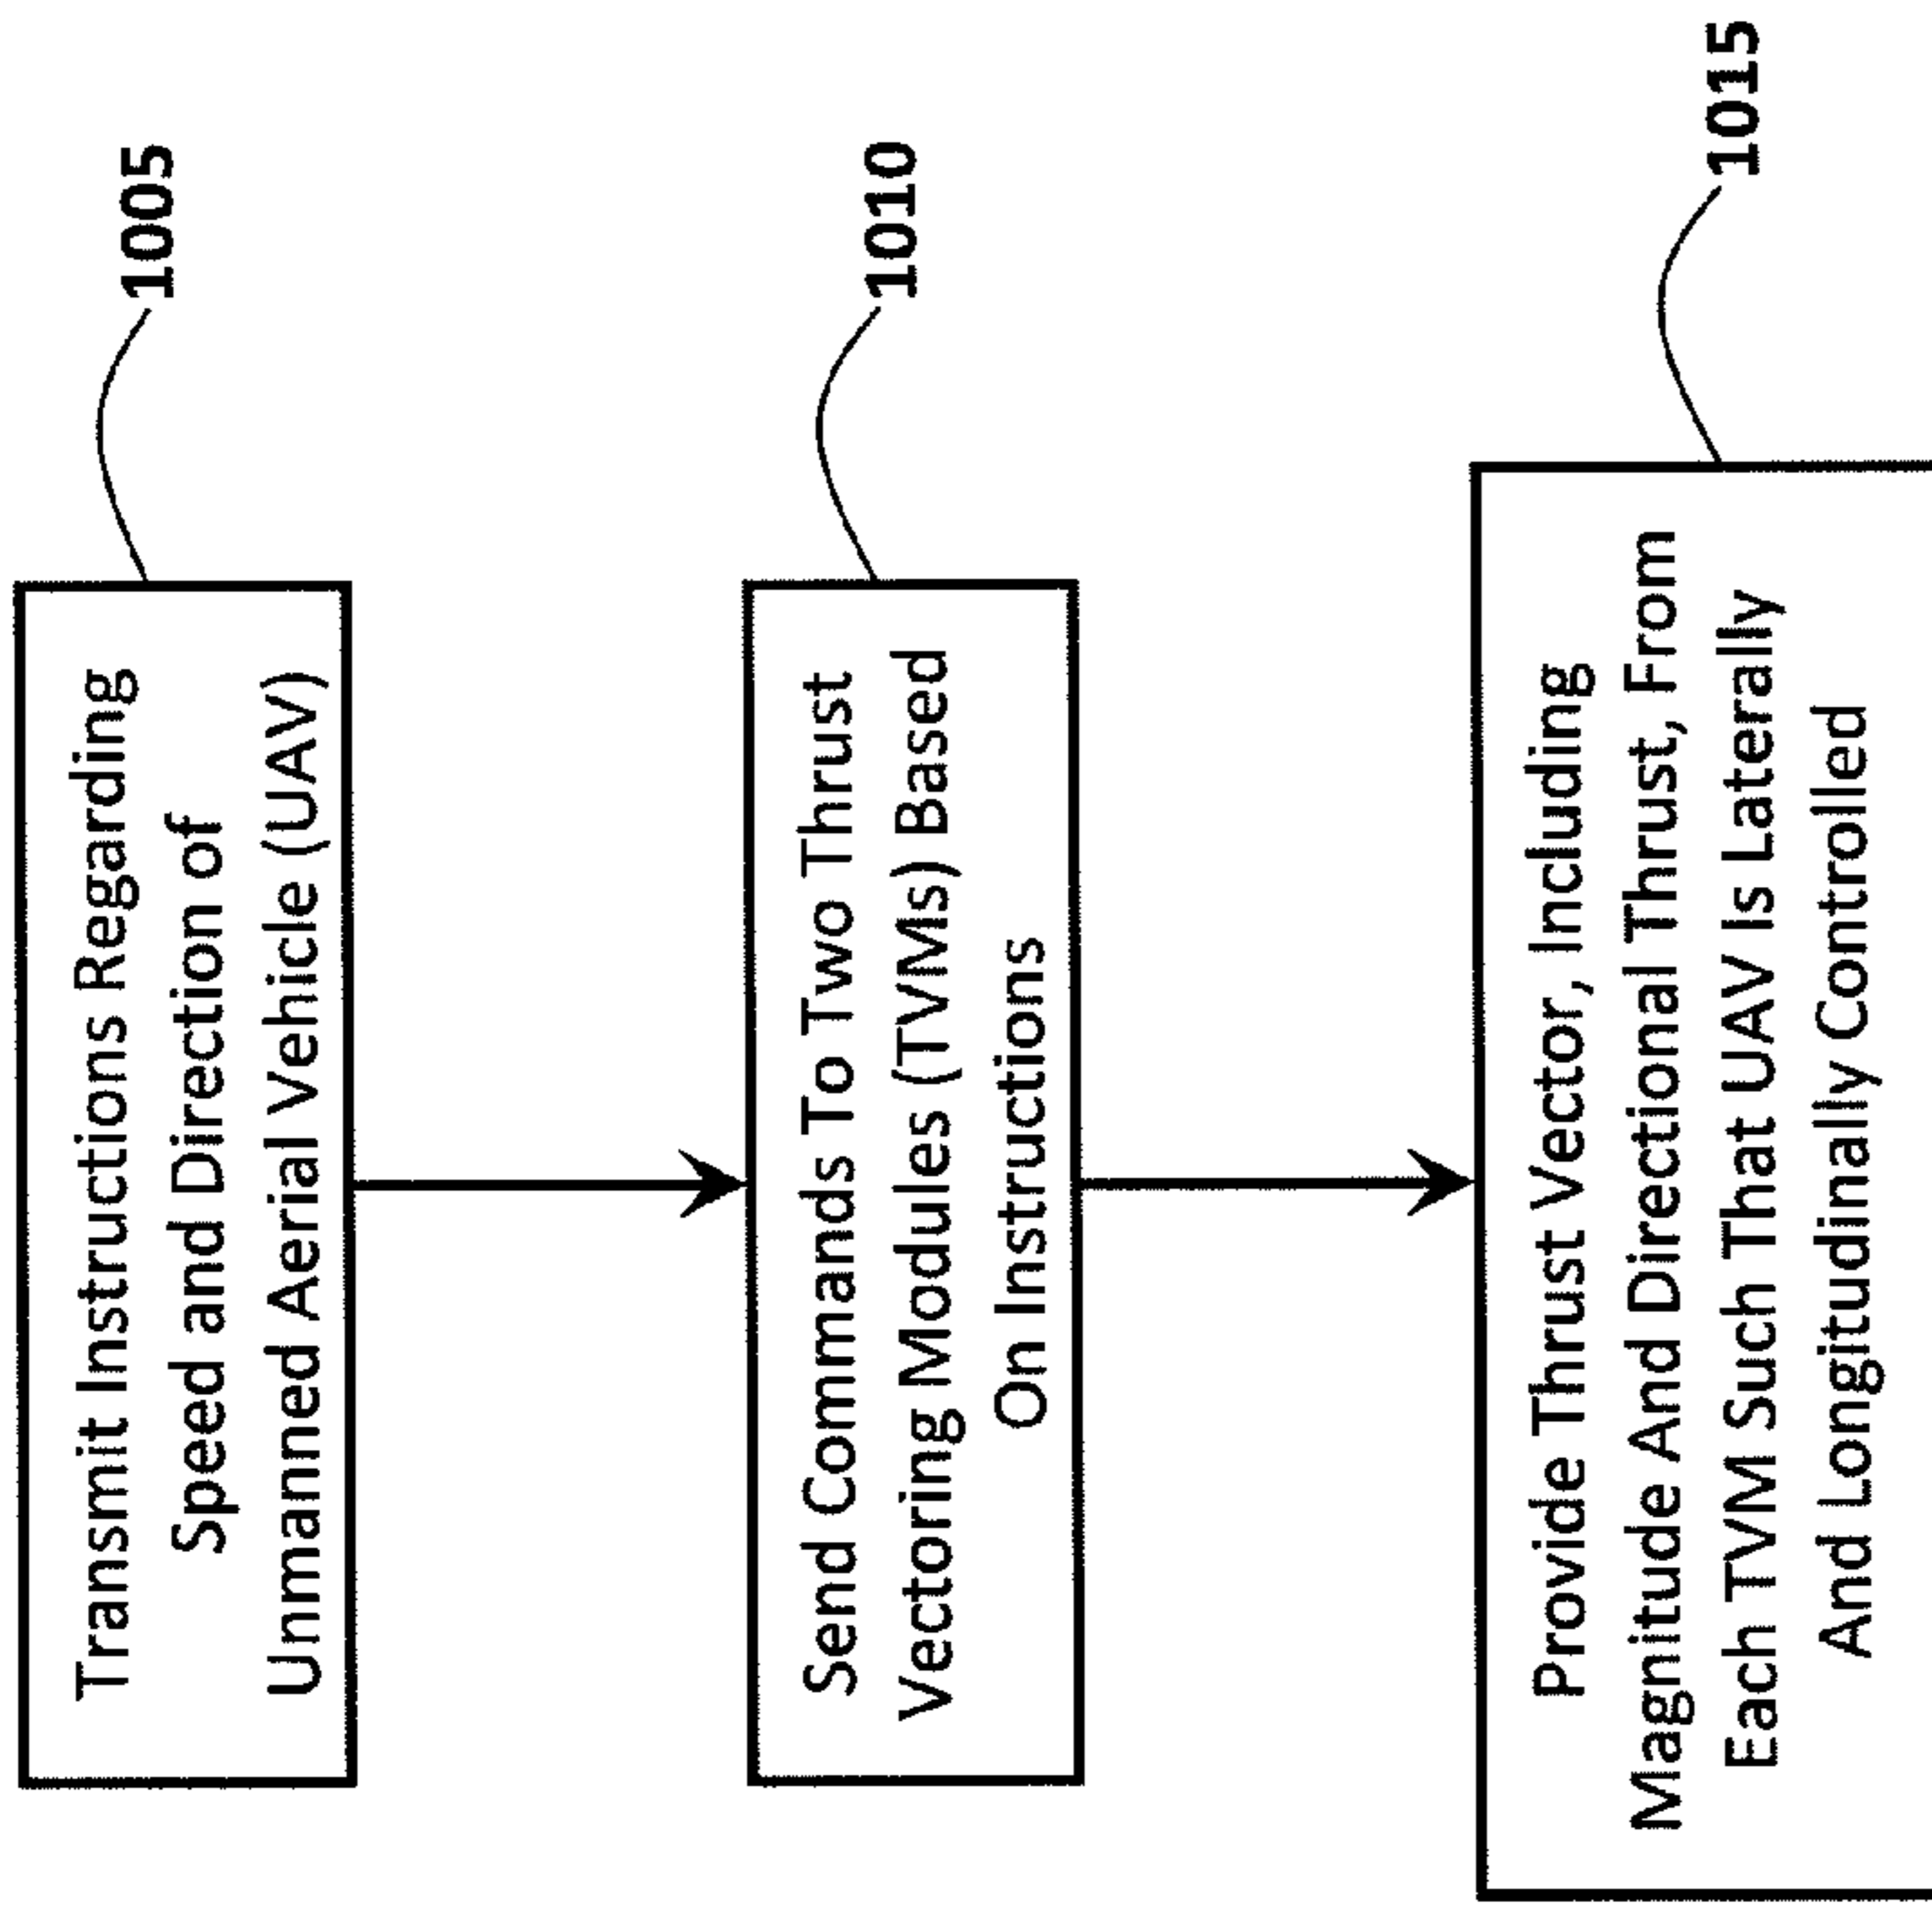 Transmit Instructions Regarding
Speed and Direction of
Unmanned Aerial Vehicle (UAV)
1005
Send Commands To Two Thrust
Vectoring Modules (TVMs) Based
On Instructions
1010
Provide Thrust Vector, Including
Magnitude And Directional Thrust, From
Each TVM Such That UAV Is Laterally
And Longitudinally Controlled
1015